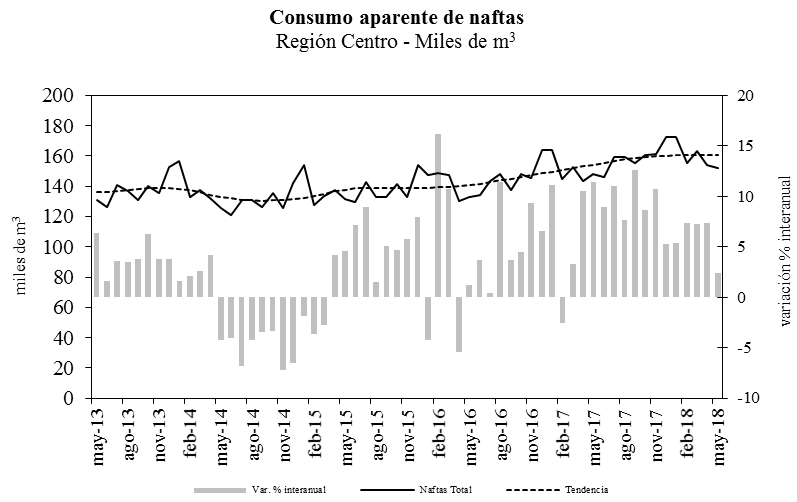 Consumo aparente de naftas
Región Centro - Miles de m³
miles de m³
200
180
160
140
120
100
80
60
40
20
0
variación % interanual
20
15
10
5
0
-5
-10
may-13
ago-13
nov-13
feb-14
may-14
ago-14
nov-14
feb-15
may-15
ago-15
nov-15
feb-16
may-16
ago-16
nov-16
feb-17
may-17
ago-17
nov-17
feb-18
may-18
Var. % interanual
Naftas Total
Tendencia